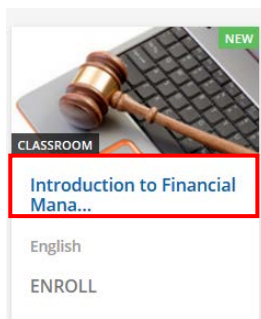 NEW
CLASSROOM
Introduction to Financial
Mana...
English
ENROLL